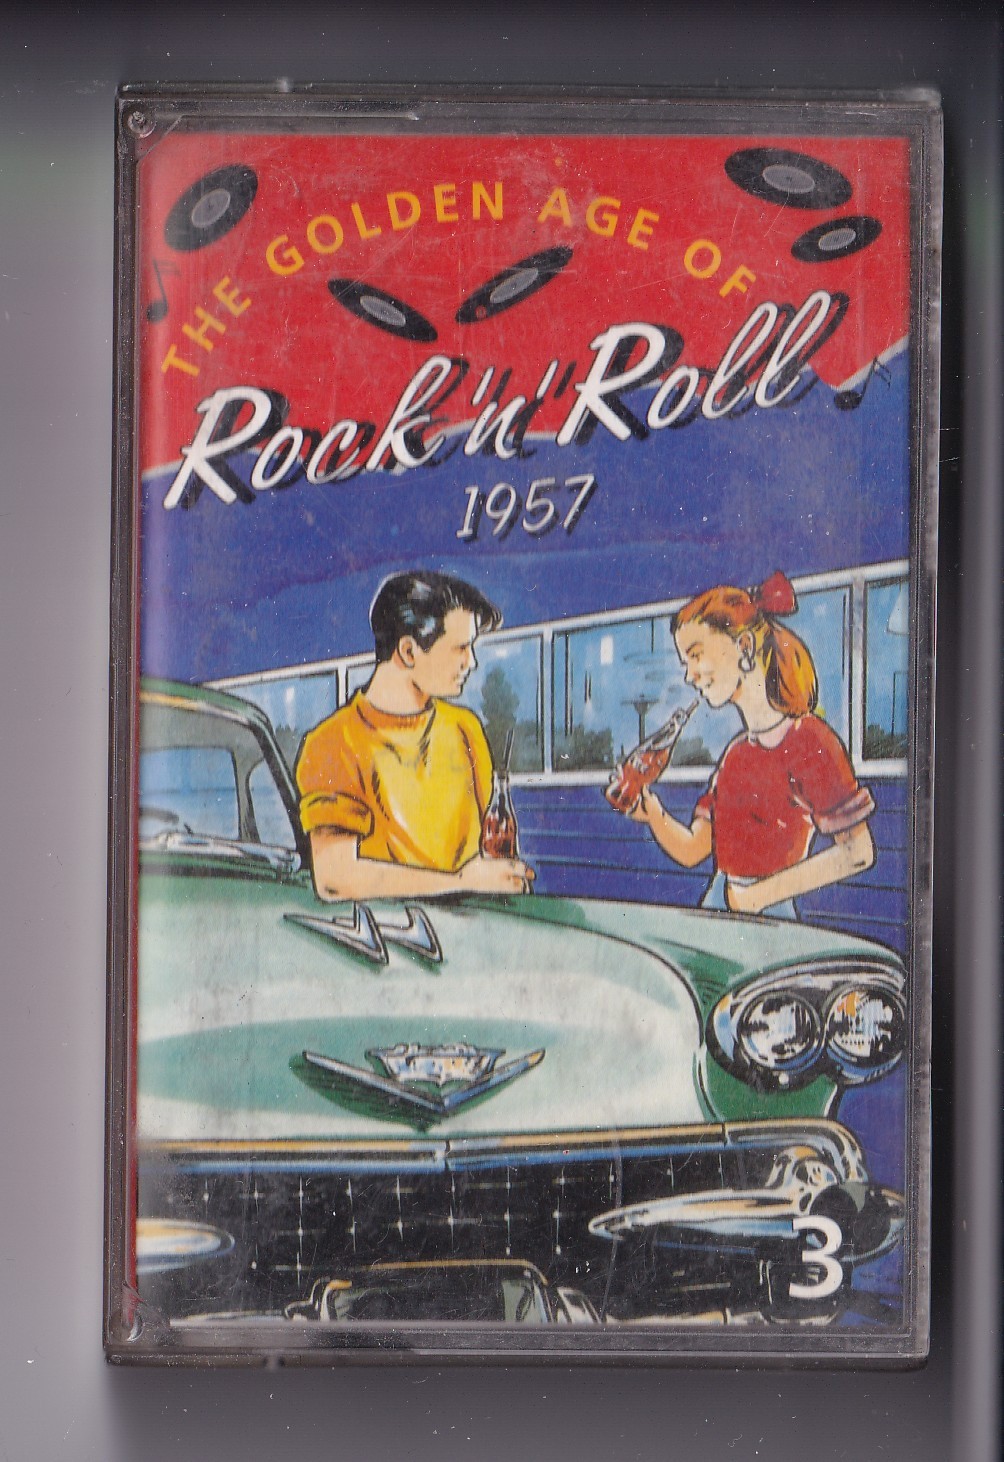 THE GOLDEN AGE OF
Rock 'n' Roll
1957
3